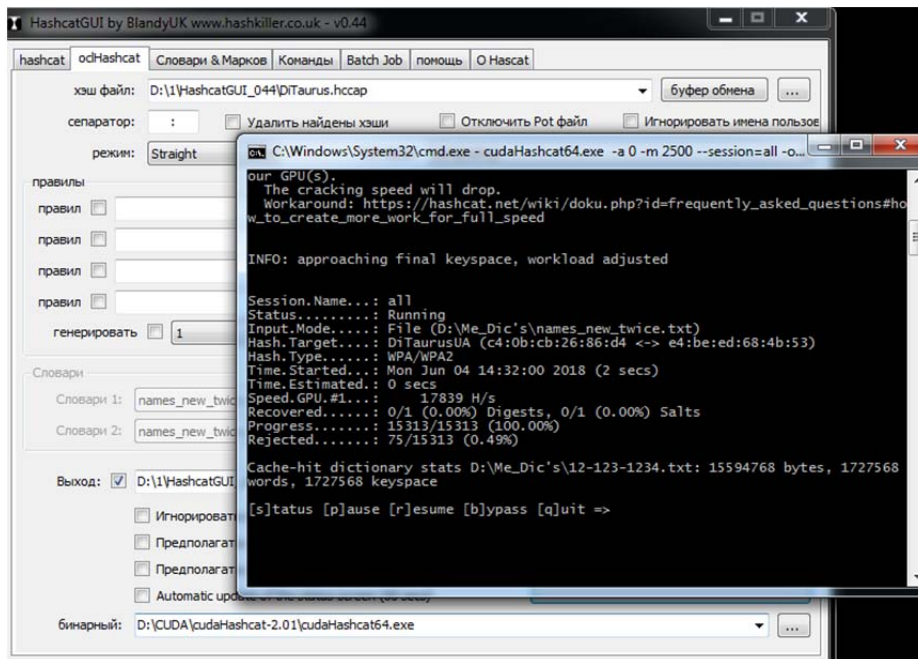 HashcatGUI by BlandyUK www.hashkiller.co.uk - v0.44
hashcat oclHashcat Словари & Марков Команды Batch Job помощь О Hascat
хэш файл: D:\1\HashcatGUI_044\DiTaurus.hccap буфер обмена ...
сепаратор: : Удалить найдены хэши Отключить Pot файл Игнорировать имена пользов
режим: Straight
C:\Windows\System32\cmd.exe - cudaHashcat64.exe -a 0 -m 2500 --session=all -o...
our GPU(s).
The cracking speed will drop.
Workaround: https://hashcat.net/wiki/doku.php?id=frequently_asked_questions#ho
w_to_create_more_work_for_full_speed
INFO: approaching final keyspace, workload adjusted
Session.Name...: all
Status.........: Running
Input.Mode.....: File (D:\Me_Dic's\names_new_twice.txt)
Hash.Target....: DiTaurusUA (c4:0b:cb:26:86:d4 <-> e4:be:ed:68:4b:53)
Hash.Type......: WPA/WPA2
Time.Started...: Mon Jun 04 14:32:00 2018 (2 secs)
Time.Estimated.: 0 secs
Speed.GPU.#1...: 17839 H/s
Recovered......: 0/1 (0.00%) Digests, 0/1 (0.00%) Salts
Progress.......: 15313/15313 (100.00%)
Rejected.......: 75/15313 (0.49%)
Cache-hit dictionary stats D:\Me_Dic's\12-123-1234.txt: 15594768 bytes, 1727568
words, 1727568 keyspace
[s]tatus [p]ause [r]esume [b]ypass [q]uit =>
правилы
правил
правил
правил
правил
генерировать 1
Словари
Словари 1: names_new_twic
Словари 2: names_new_twic
Выход: D:\1\HashcatGUI
Игнорироват
Предполагат
Предполагат
Automatic
бинарный: D:\CUDA\cudaHashcat-2.01\cudaHashcat64.exe ...